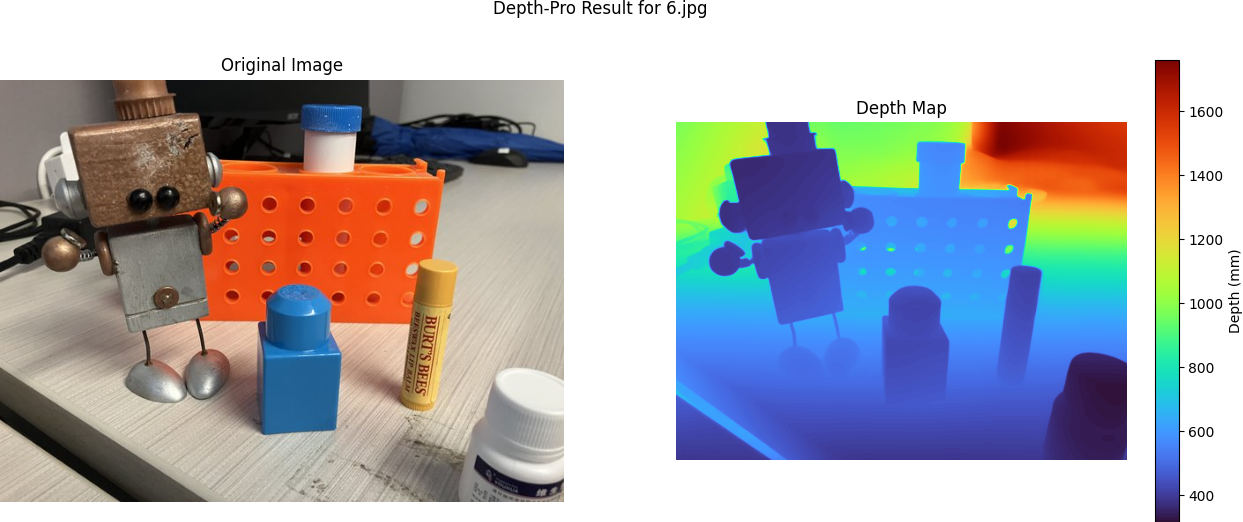 Depth-Pro Result for 6.jpg
Original Image
Depth Map
BURT'S BEES
BEESWAX LIP BALM
1600
1400
1200
1000
800
600
400
Depth (mm)